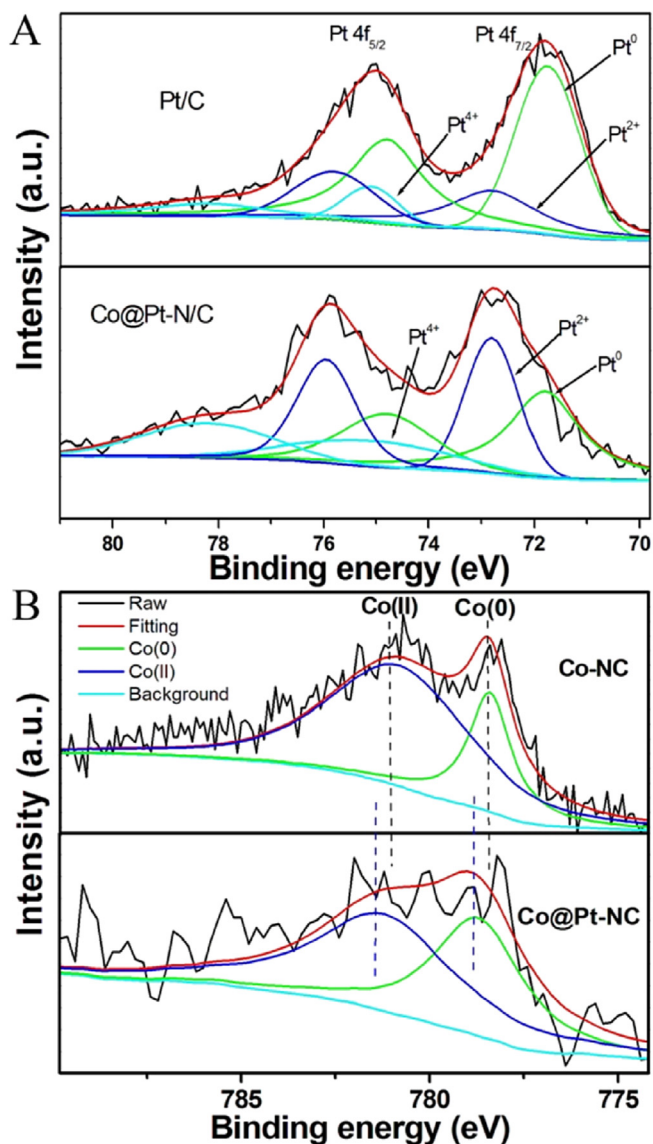 A
Pt 4f5/2
Pt 4f7/2
Pt0
Pt/C
Pt4+
Pt2+
Co@Pt-N/C
Pt4+
Pt2+
Pt0
Intensity (a.u.)
80 78 76 74 72 70
Binding energy (eV)
B
Raw
Fitting
Co(0)
Co(II)
Background
Co(II)
Co(0)
Co-NC
Intensity (a.u.)
Co@Pt-NC
785 780 775
Binding energy (eV)